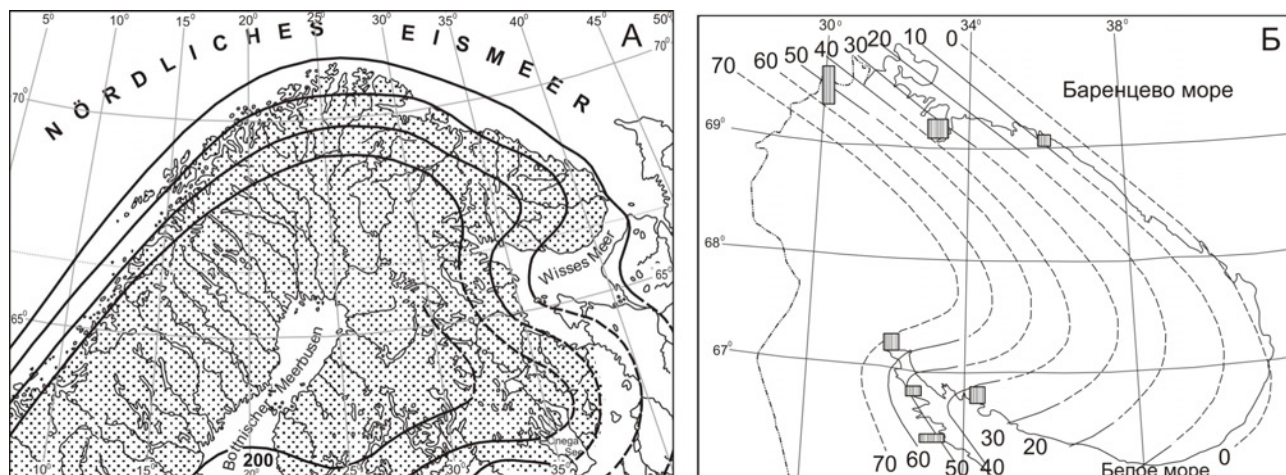 5° 10° 15° 20° 25° 30° 35° 40° 45° 50°
А
70°
NÖRDLICHES EISMEER
70°
65°
Wisses Meer
65°
Bottnischer Meerbusen
200
Onega
See
10° 15° 20° 25° 30° 35°
Б
30° 34° 38°
70 60 50 40 30 20 10 0
Баренцево море
69°
68°
67°
70 60 50 40 30 20 0
Белое море